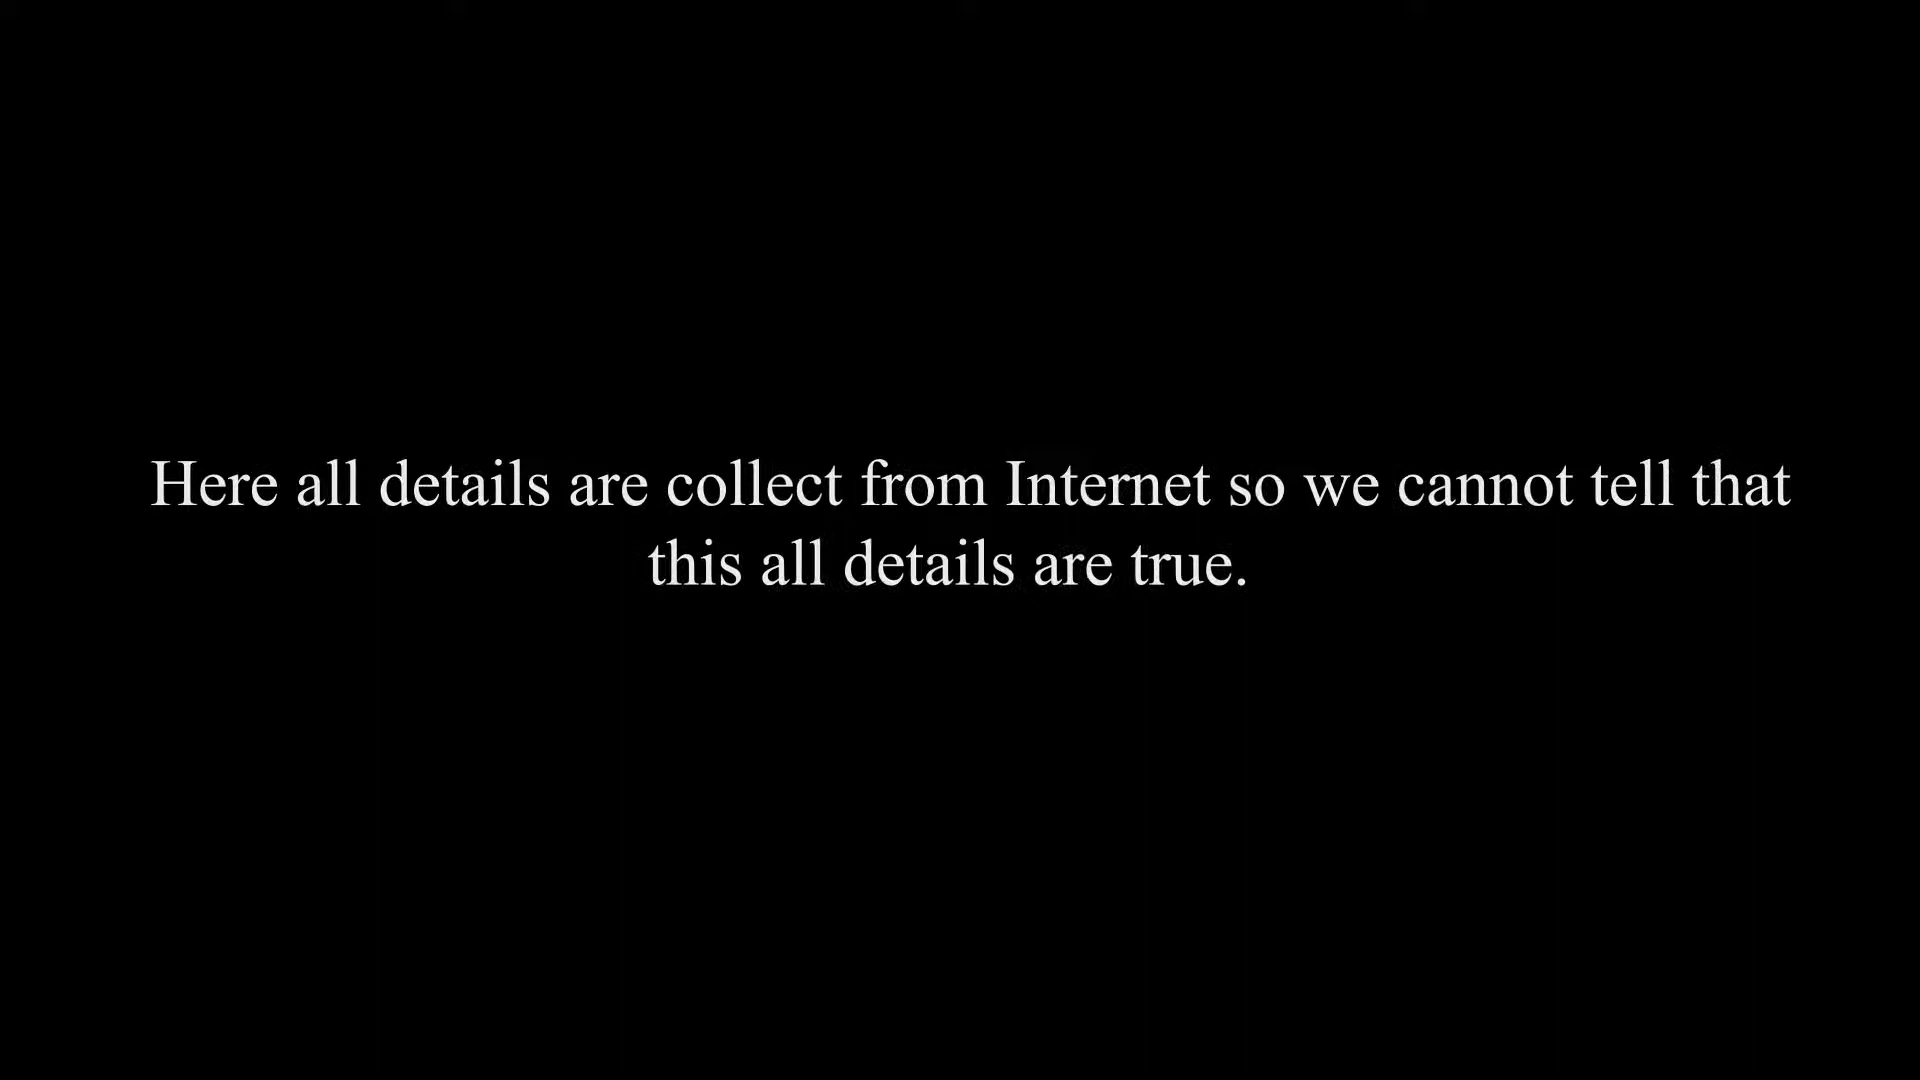 Here all details are collect from Internet so we cannot tell that
this all details are true.